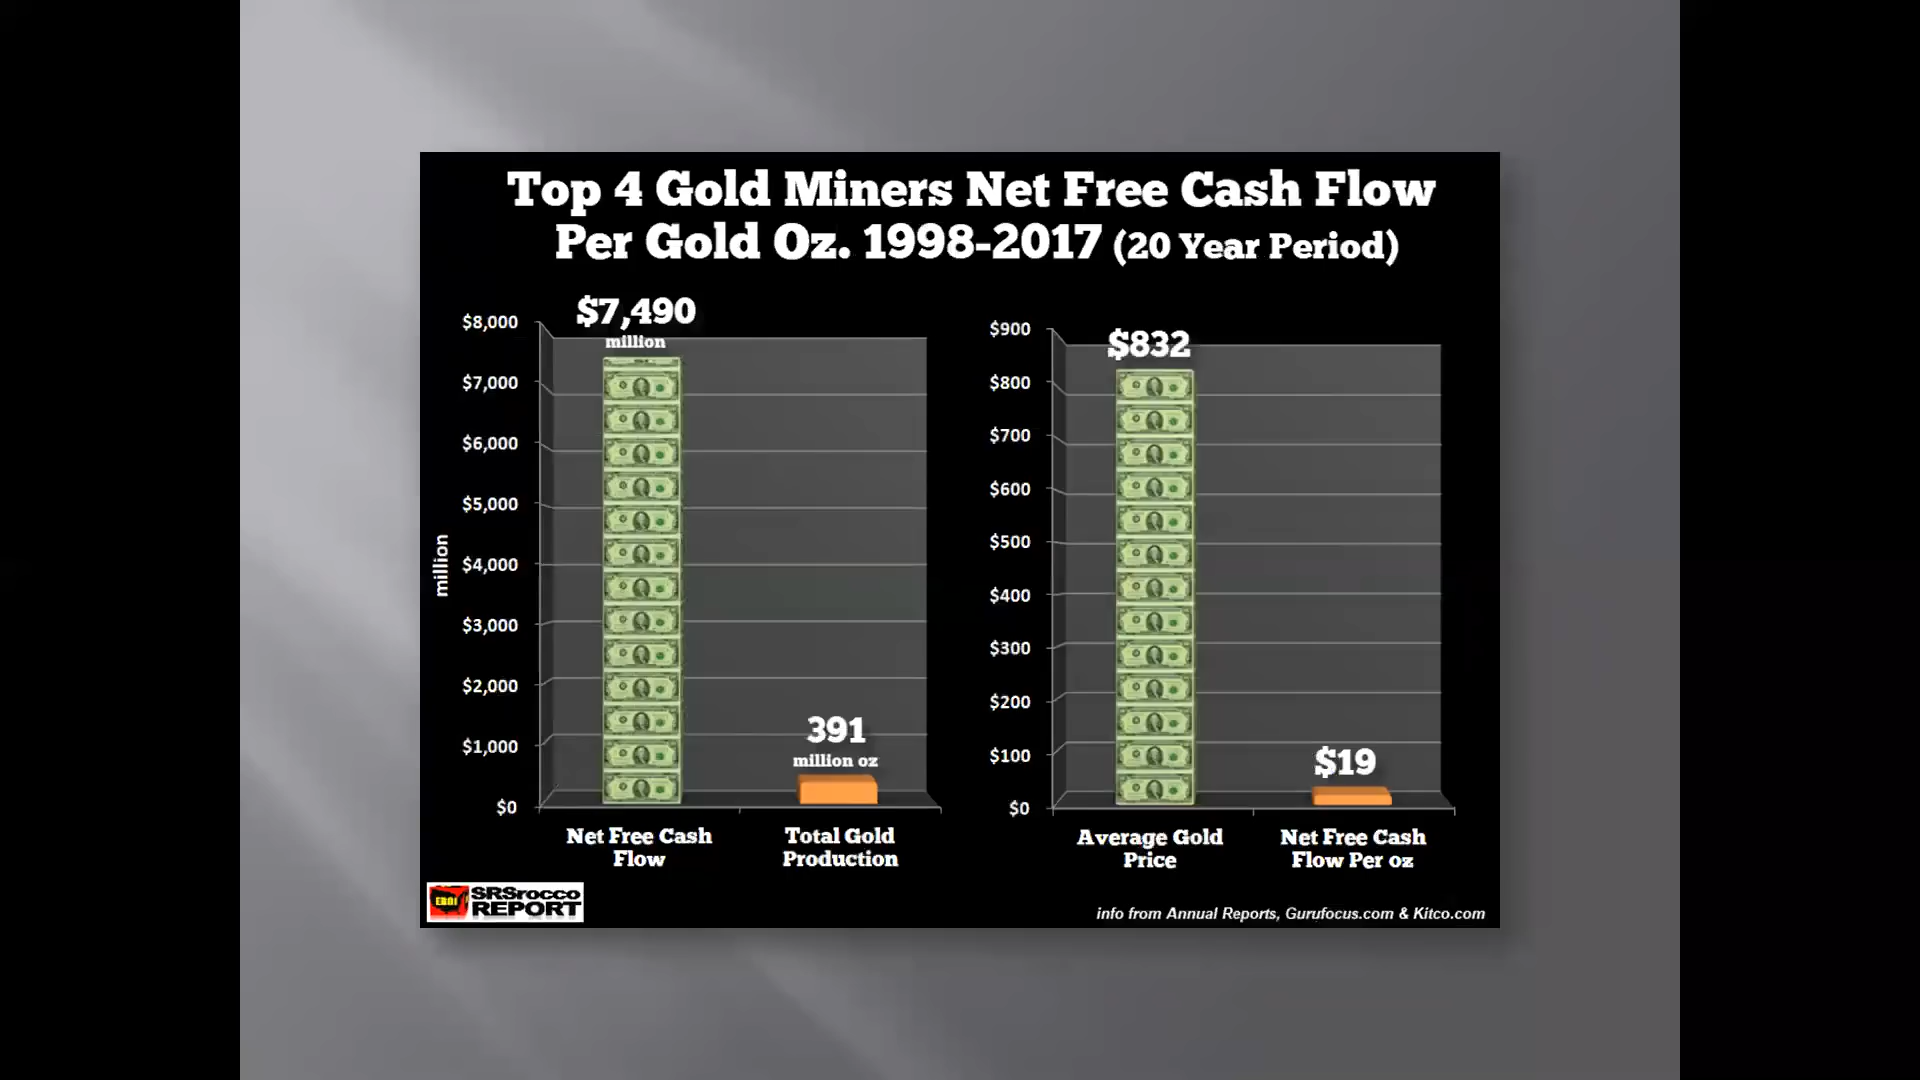 Top 4 Gold Miners Net Free Cash Flow
Per Gold Oz. 1998-2017 (20 Year Period)
$7,490
million
$8,000
$7,000
$6,000
$5,000
$4,000
$3,000
$2,000
$1,000
$0
million
391
million oz
Net Free Cash
Flow
Total Gold
Production
$832
$900
$800
$700
$600
$500
$400
$300
$200
$100
$0
$19
Average Gold
Price
Net Free Cash
Flow Per oz
EROI
SRSrocco
REPORT
info from Annual Reports, Gurufocus.com & Kitco.com